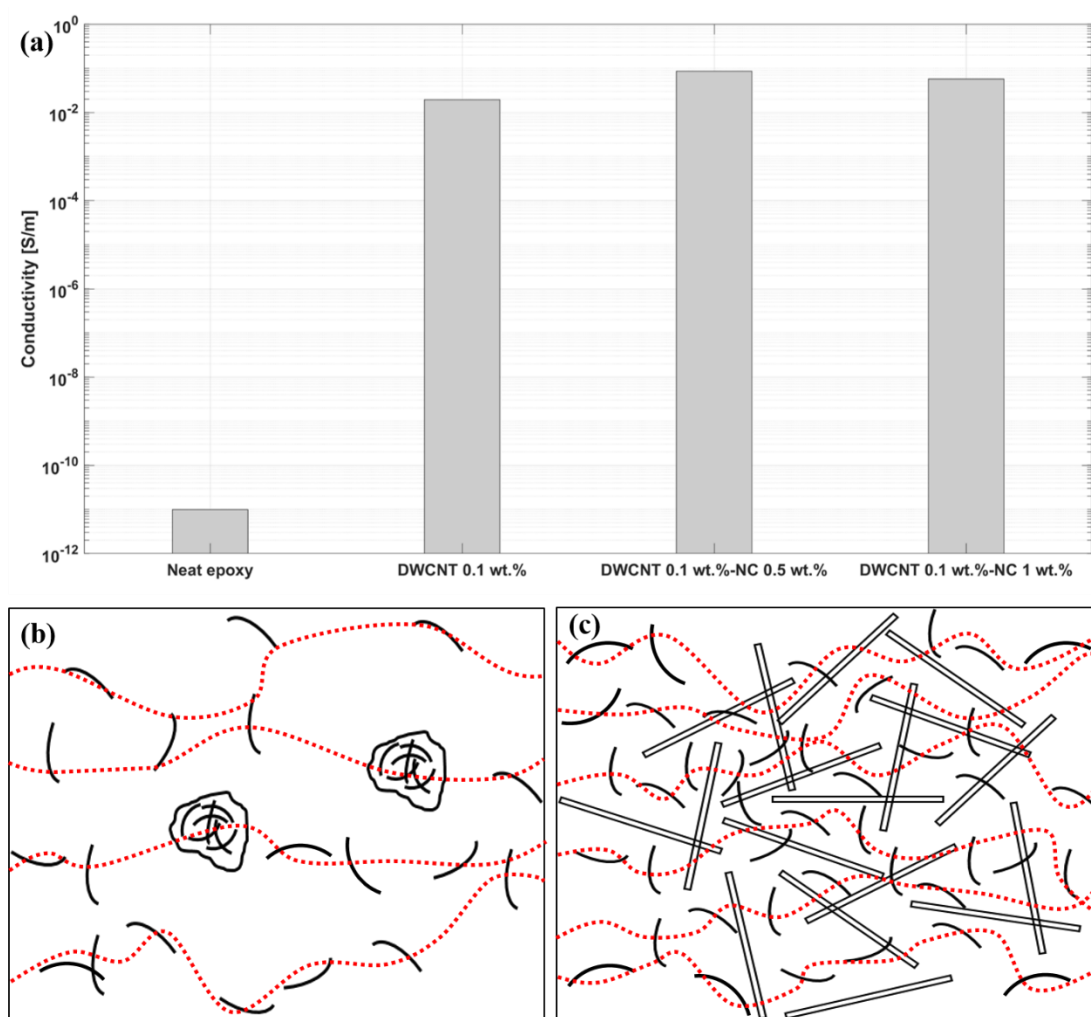 (a)
10^0
10^-2
10^-4
10^-6
10^-8
10^-10
10^-12
Conductivity [S/m]
Neat epoxy
DWCNT 0.1 wt.%
DWCNT 0.1 wt.%-NC 0.5 wt.%
DWCNT 0.1 wt.%-NC 1 wt.%
(b)
(c)